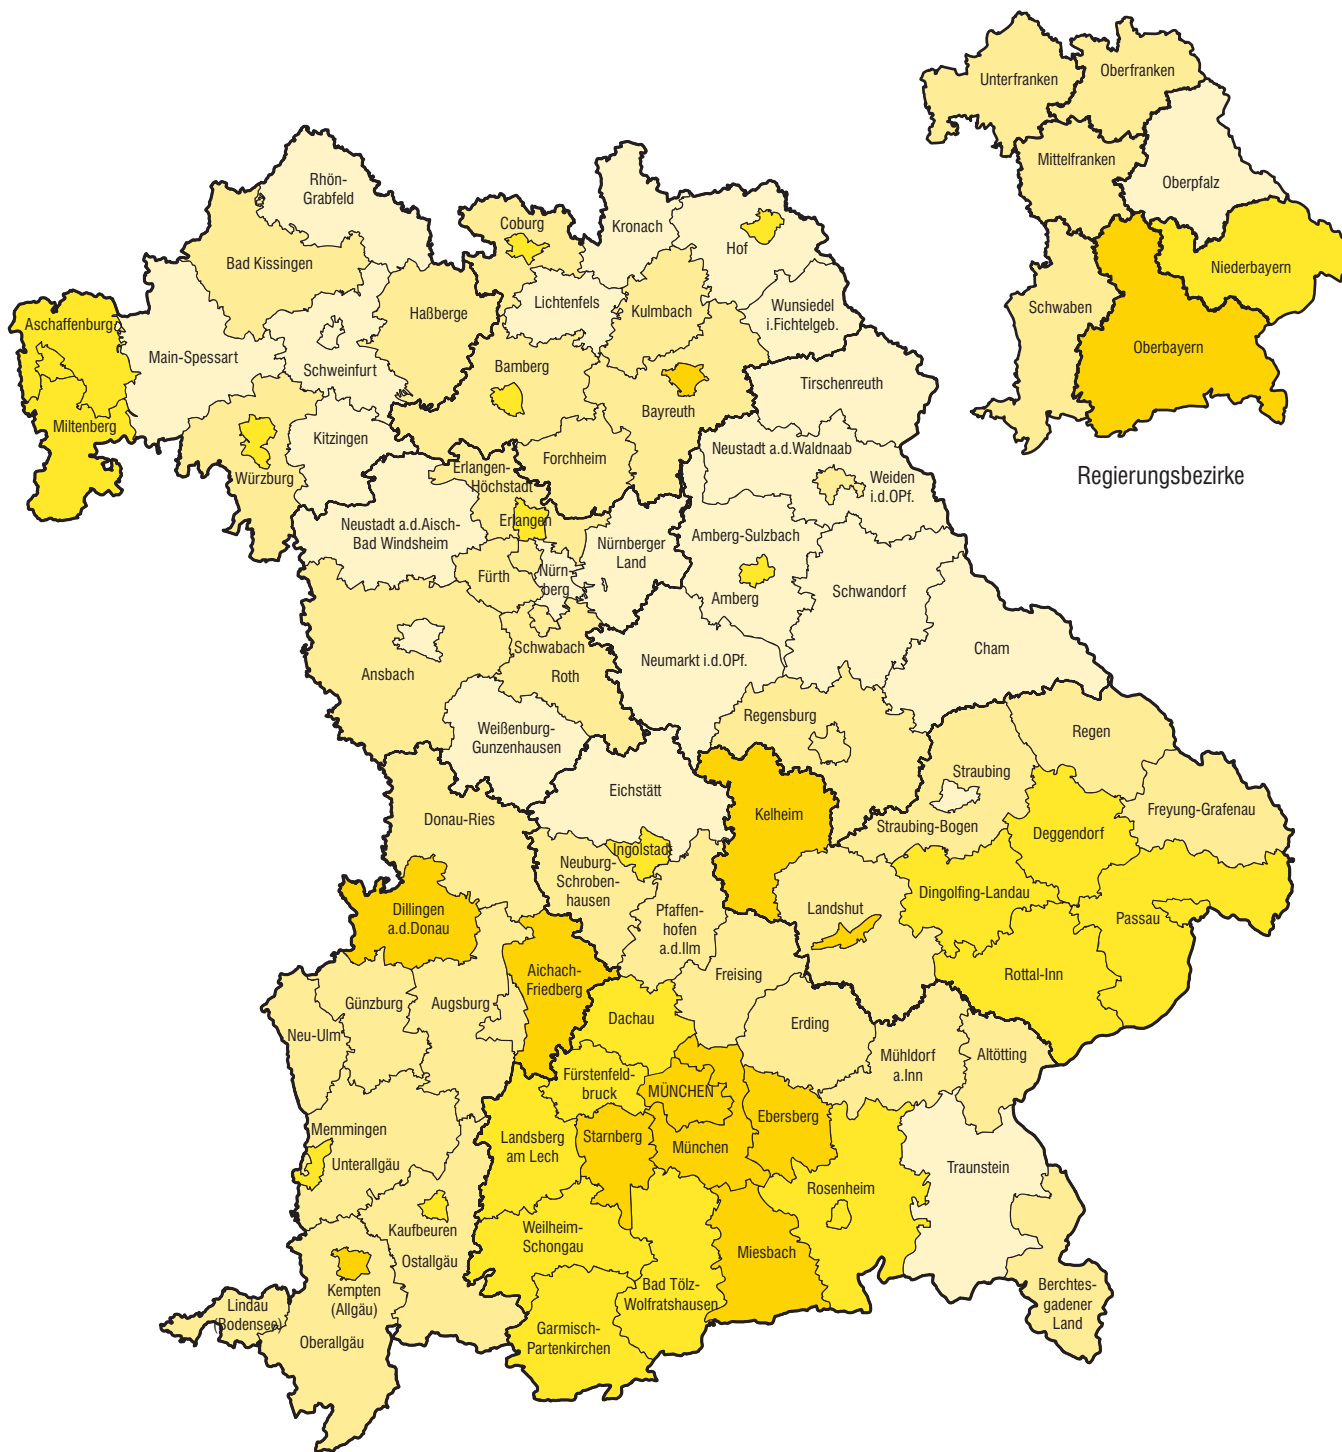 Unterfranken
Oberfranken
Mittelfranken
Oberpfalz
Niederbayern
Schwaben
Oberbayern
Regierungsbezirke
Rhön-
Grabfeld
Coburg
Kronach
Hof
Bad Kissingen
Lichtenfels
Kulmbach
Wunsiedel
i.Fichtelgeb.
Haßberge
Aschaffenburg
Main-Spessart
Schweinfurt
Bamberg
Bayreuth
Tirschenreuth
Miltenberg
Kitzingen
Würzburg
Erlangen-
Höchstadt
Forchheim
Neustadt a.d.Waldnaab
Weiden
i.d.OPf.
Neustadt a.d.Aisch-
Bad Windsheim
Erlangen
Nürnberger
Land
Amberg-Sulzbach
Fürth
Nürn-
berg
Amberg
Schwandorf
Ansbach
Schwabach
Roth
Neumarkt i.d.OPf.
Cham
Weißenburg-
Gunzenhausen
Regensburg
Regen
Straubing
Eichstätt
Donau-Ries
Kelheim
Straubing-Bogen
Deggendorf
Freyung-Grafenau
Ingolstadt
Neuburg-
Schroben-
hausen
Dingolfing-Landau
Dillingen
a.d.Donau
Pfaffen-
hofen
a.d.Ilm
Landshut
Passau
Aichach-
Friedberg
Freising
Rottal-Inn
Günzburg
Augsburg
Dachau
Erding
Neu-Ulm
Mühldorf
a.Inn
Altötting
Fürstenfeld-
bruck
MÜNCHEN
Ebersberg
Memmingen
Unterallgäu
Landsberg
am Lech
Starnberg
München
Traunstein
Rosenheim
Kaufbeuren
Ostallgäu
Weilheim-
Schongau
Miesbach
Bad Tölz-
Wolfratshausen
Berchtes-
gadener
Land
Lindau
(Bodensee)
Kempten
(Allgäu)
Oberallgäu
Garmisch-
Partenkirchen